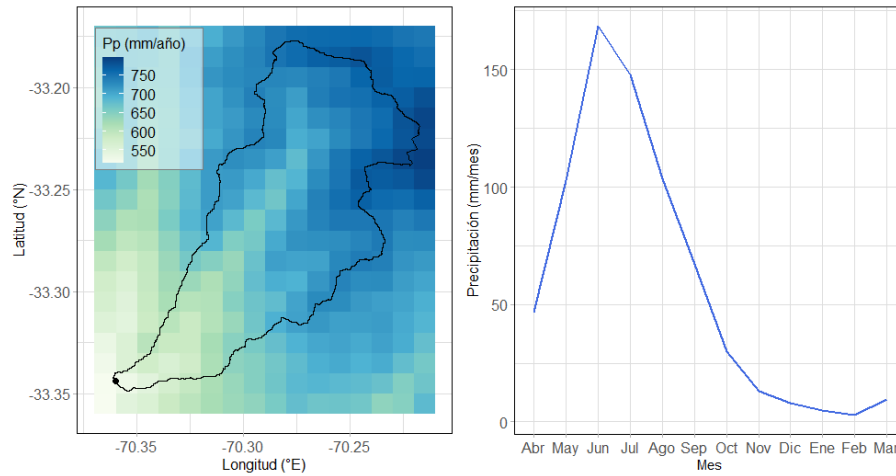 Pp (mm/año)
750
700
650
600
550
-33.20
-33.25
-33.30
-33.35
Latitud (°N)
-70.35 -70.30 -70.25
Longitud (°E)
150
100
50
0
Precipitación (mm/mes)
Abr May Jun Jul Ago Sep Oct Nov Dic Ene Feb Mar
Mes